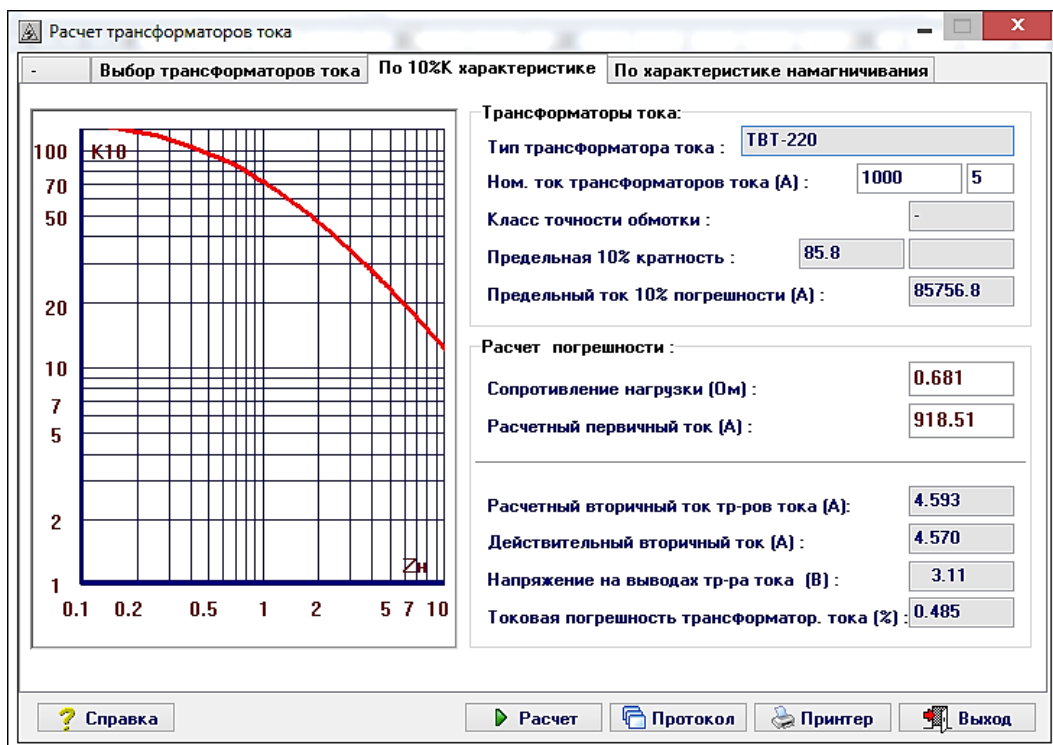 Расчет трансформаторов тока
- Выбор трансформаторов тока По 10%К характеристике По характеристике намагничивания
Трансформаторы тока:
Тип трансформатора тока : ТВТ-220
Ном. ток трансформаторов тока (А) : 1000 5
Класс точности обмотки : -
Предельная 10% кратность : 85.8
Предельный ток 10% погрешности (А) : 85756.8
Расчет погрешности :
Сопротивление нагрузки (Ом) : 0.681
Расчетный первичный ток (А) : 918.51
Расчетный вторичный ток тр-ров тока (А): 4.593
Действительный вторичный ток (А) : 4.570
Напряжение на выводах тр-ра тока (В) : 3.11
Токовая погрешность трансформатор. тока (%) : 0.485
100 K10
70
50
20
10
7
5
2
1 Zн
0.1 0.2 0.5 1 2 5 7 10
? Справка Расчет Протокол Принтер Выход